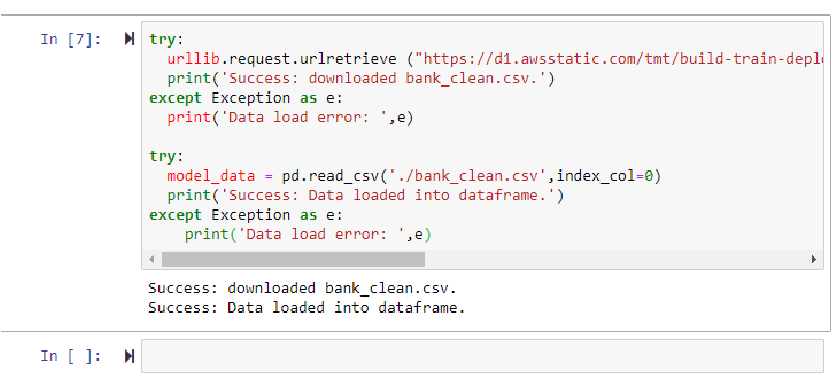 In [7]:
try:
  urllib.request.urlretrieve ("https://d1.awsstatic.com/tmt/build-train-depl
  print('Success: downloaded bank_clean.csv.')
except Exception as e:
  print('Data load error: ',e)

try:
  model_data = pd.read_csv('./bank_clean.csv',index_col=0)
  print('Success: Data loaded into dataframe.')
except Exception as e:
    print('Data load error: ',e)
Success: downloaded bank_clean.csv.
Success: Data loaded into dataframe.
In [ ]: